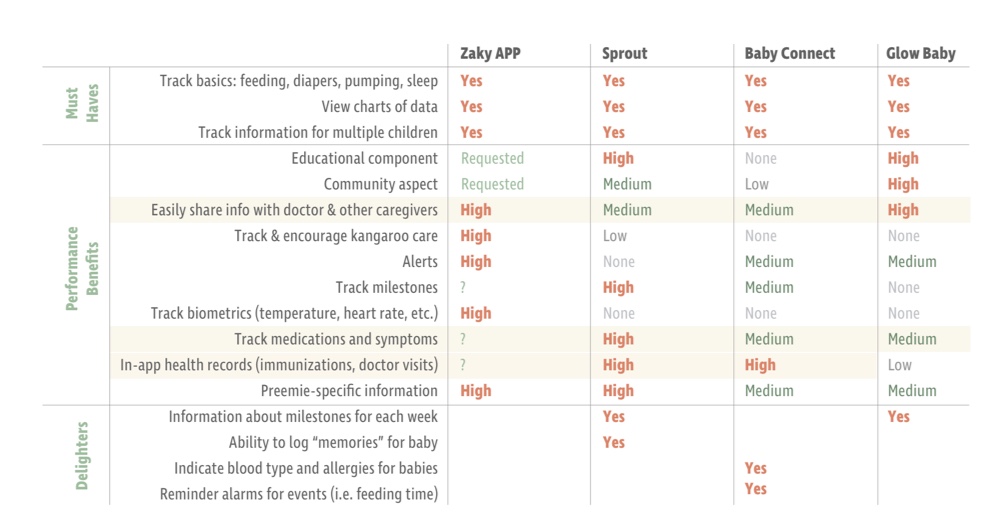 Zaky APP Sprout Baby Connect Glow Baby
Must Haves
Track basics: feeding, diapers, pumping, sleep Yes Yes Yes Yes
View charts of data Yes Yes Yes Yes
Track information for multiple children Yes Yes Yes Yes
Performance Benefits
Educational component Requested High None High
Community aspect Requested Medium Low High
Easily share info with doctor & other caregivers High Medium Medium High
Track & encourage kangaroo care High Low None None
Alerts High None Medium Medium
Track milestones ? High Medium None
Track biometrics (temperature, heart rate, etc.) High None None None
Track medications and symptoms ? High Medium Medium
In-app health records (immunizations, doctor visits) ? High High Low
Preemie-specific information High High Medium Medium
Delighters
Information about milestones for each week Yes Yes
Ability to log “memories” for baby Yes
Indicate blood type and allergies for babies Yes
Reminder alarms for events (i.e. feeding time) Yes